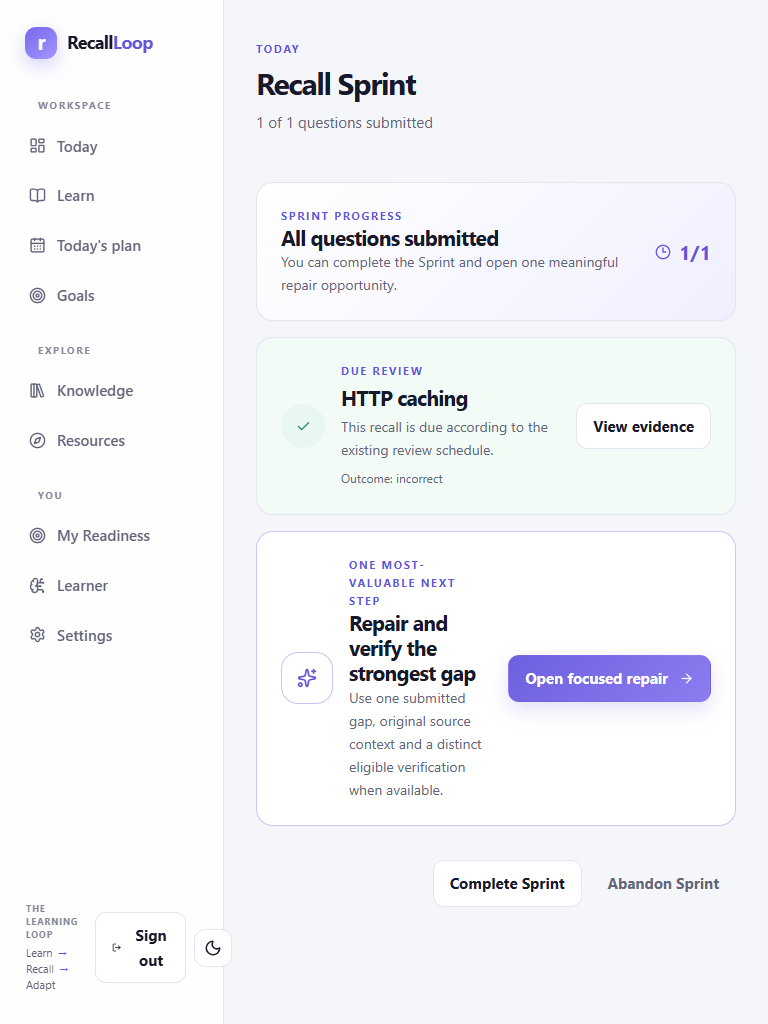 r RecallLoop
WORKSPACE
Today
Learn
Today's plan
Goals
EXPLORE
Knowledge
Resources
YOU
My Readiness
Learner
Settings
THE
LEARNING
LOOP
Learn →
Recall →
Adapt
Sign
out
TODAY
Recall Sprint
1 of 1 questions submitted
SPRINT PROGRESS
All questions submitted
You can complete the Sprint and open one meaningful
repair opportunity.
1/1
DUE REVIEW
HTTP caching
This recall is due according to the
existing review schedule.
Outcome: incorrect
View evidence
ONE MOST-
VALUABLE NEXT
STEP
Repair and
verify the
strongest gap
Use one submitted
gap, original source
context and a distinct
eligible verification
when available.
Open focused repair →
Complete Sprint
Abandon Sprint